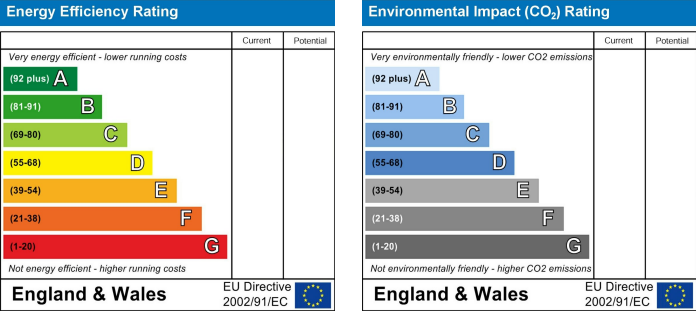 Energy Efficiency Rating
Current Potential
Very energy efficient - lower running costs
(92 plus) A
(81-91) B
(69-80) C
(55-68) D
(39-54) E
(21-38) F
(1-20) G
Not energy efficient - higher running costs
England & Wales
EU Directive
2002/91/EC
Environmental Impact (CO₂) Rating
Current Potential
Very environmentally friendly - lower CO2 emissions
(92 plus) A
(81-91) B
(69-80) C
(55-68) D
(39-54) E
(21-38) F
(1-20) G
Not environmentally friendly - higher CO2 emissions
England & Wales
EU Directive
2002/91/EC